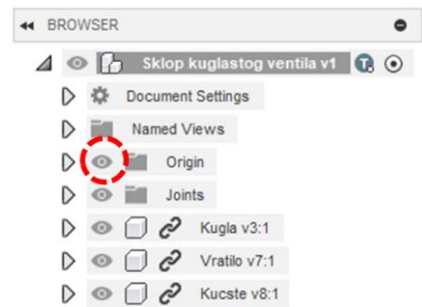 BROWSER
Sklop kuglastog ventila v1
Document Settings
Named Views
Origin
Joints
Kugla v3:1
Vratilo v7:1
Kucste v8:1